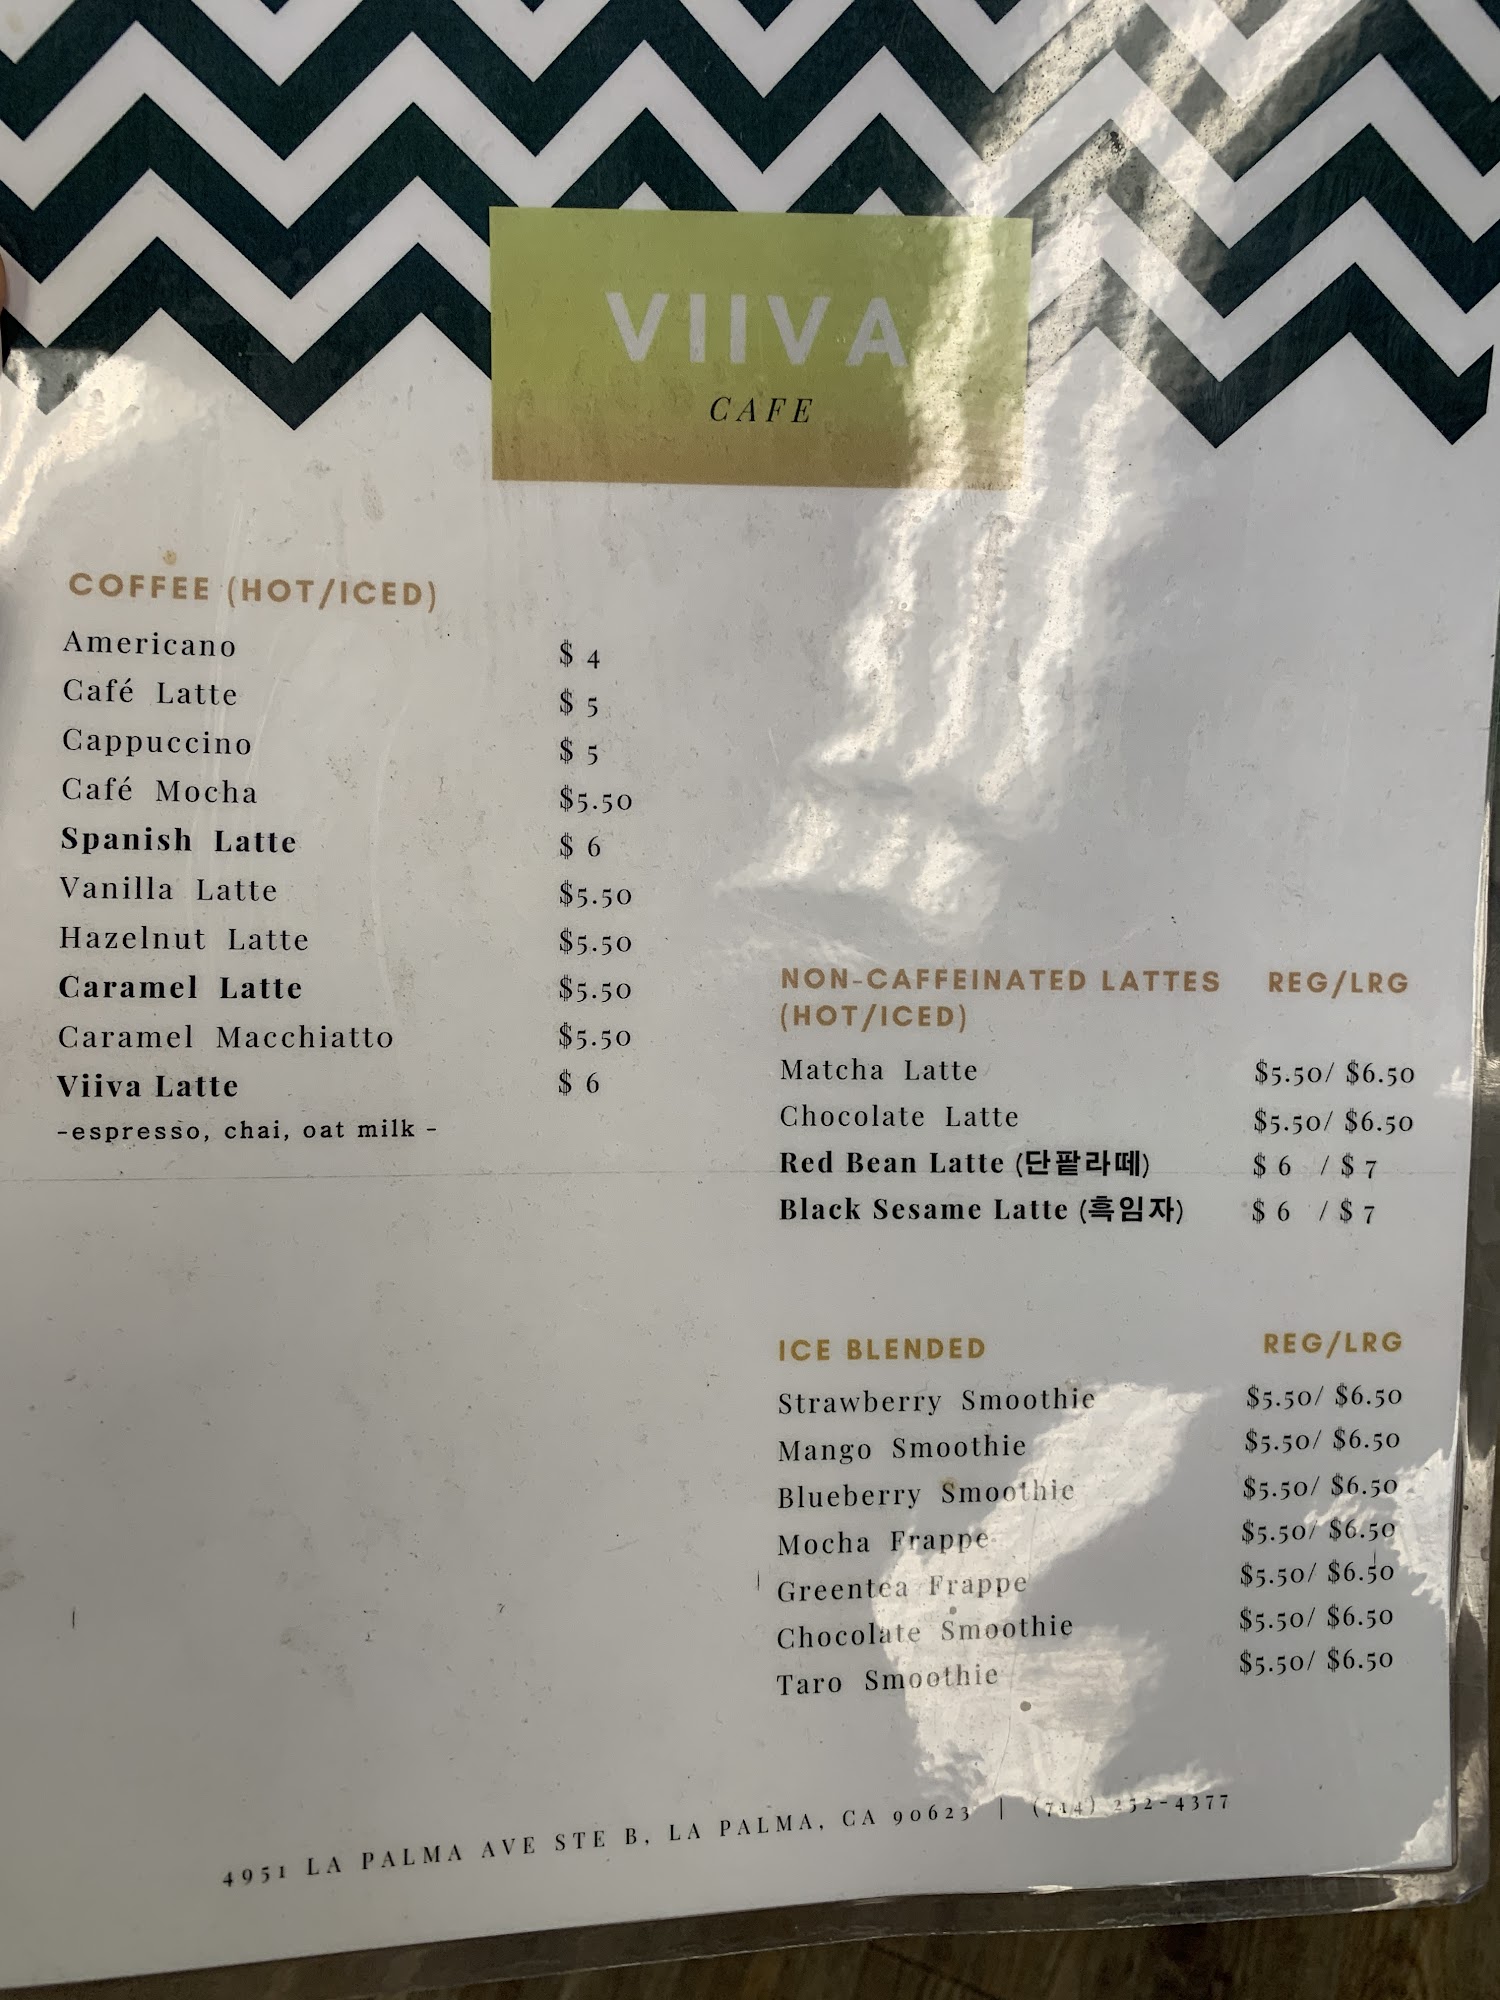 VIIVA
CAFE
COFFEE (HOT/ICED)
Americano $ 4
Café Latte $ 5
Cappuccino $ 5
Café Mocha $5.50
Spanish Latte $ 6
Vanilla Latte $5.50
Hazelnut Latte $5.50
Caramel Latte $5.50
Caramel Macchiatto $5.50
Viiva Latte $ 6
-espresso, chai, oat milk -
NON-CAFFEINATED LATTES REG/LRG
(HOT/ICED)
Matcha Latte $5.50/ $6.50
Chocolate Latte $5.50/ $6.50
Red Bean Latte (단팥라떼) $ 6 / $ 7
Black Sesame Latte (흑임자) $ 6 / $ 7
ICE BLENDED REG/LRG
Strawberry Smoothie $5.50/ $6.50
Mango Smoothie $5.50/ $6.50
Blueberry Smoothie $5.50/ $6.50
Mocha Frappe $5.50/ $6.50
Greentea Frappe $5.50/ $6.50
Chocolate Smoothie $5.50/ $6.50
Taro Smoothie $5.50/ $6.50
4951 LA PALMA AVE STE B, LA PALMA, CA 90623 | (714) 252-4377